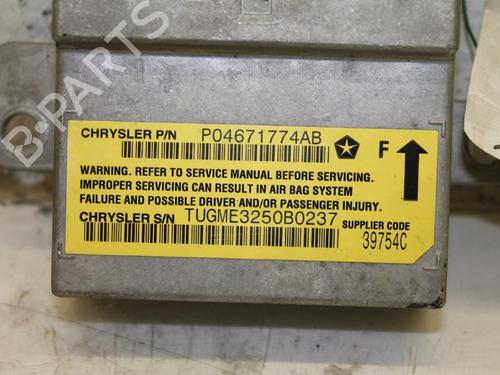 B-PARTS
CHRYSLER P/N P04671774AB
F
WARNING. REFER TO SERVICE MANUAL BEFORE SERVICING.
IMPROPER SERVICING CAN RESULT IN AIR BAG SYSTEM
FAILURE AND POSSIBLE DRIVER AND/OR PASSENGER INJURY.
CHRYSLER S/N TUGME3250B0237 SUPPLIER CODE
39754C